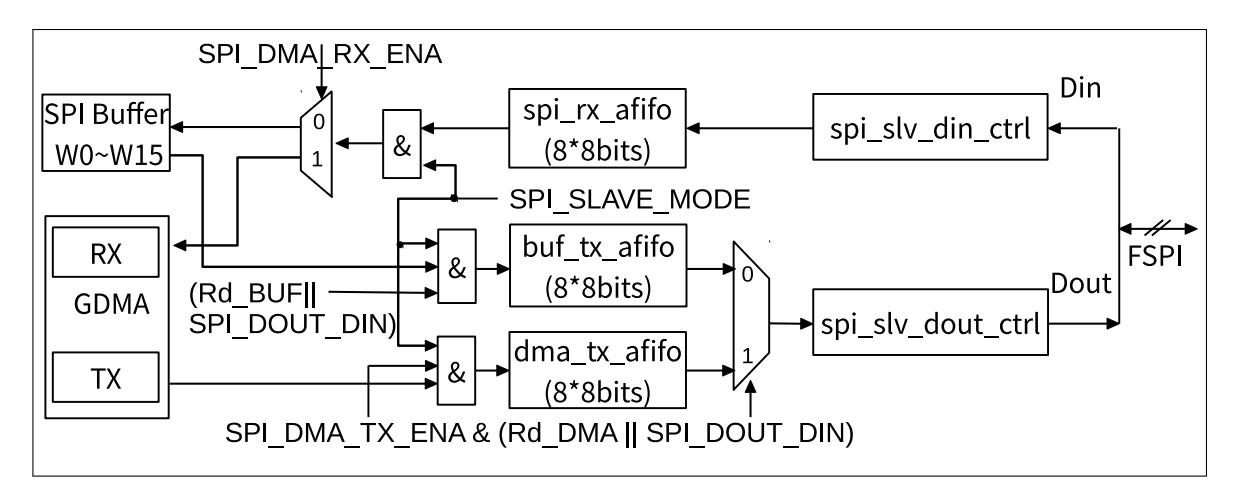 SPI_DMA_RX_ENA
SPI Buffer
W0~W15
0
1
&
spi_rx_afifo
(8*8bits)
spi_slv_din_ctrl
Din
SPI_SLAVE_MODE
RX
GDMA
TX
(Rd_BUF||
SPI_DOUT_DIN)
&
buf_tx_afifo
(8*8bits)
&
dma_tx_afifo
(8*8bits)
0
1
spi_slv_dout_ctrl
Dout
FSPI
SPI_DMA_TX_ENA & (Rd_DMA || SPI_DOUT_DIN)